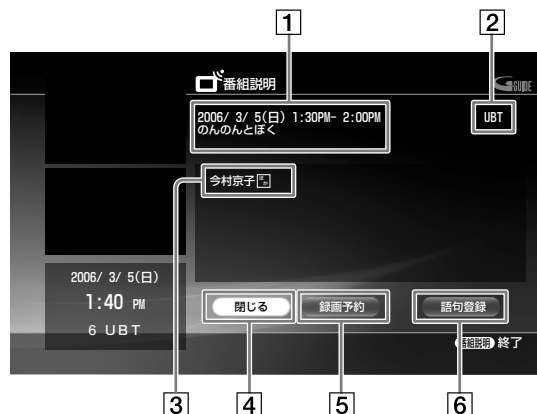 1 2
番組説明 G-GUIDE
2006/ 3/ 5(日) 1:30PM- 2:00PM UBT
のんのんとぼく
今村京子 ほか
2006/ 3/ 5(日)
1:40 PM
6 UBT
閉じる 録画予約 語句登録
番組説明 終了
3 4 5 6